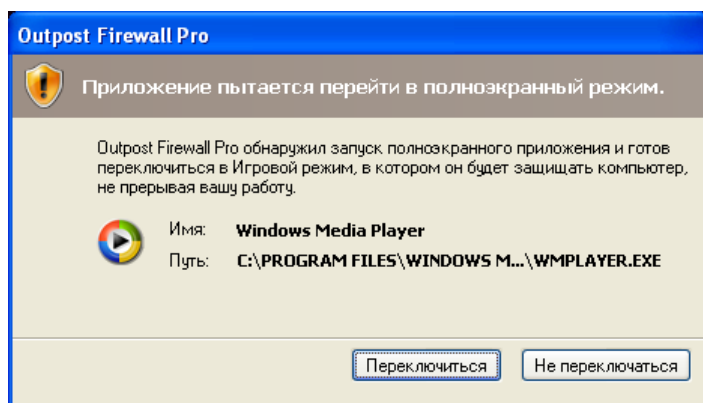 Outpost Firewall Pro
Приложение пытается перейти в полноэкранный режим.
Outpost Firewall Pro обнаружил запуск полноэкранного приложения и готов
переключиться в Игровой режим, в котором он будет защищать компьютер,
не прерывая вашу работу.
Имя: Windows Media Player
Путь: C:\PROGRAM FILES\WINDOWS M...\WMPLAYER.EXE
Переключиться Не переключаться